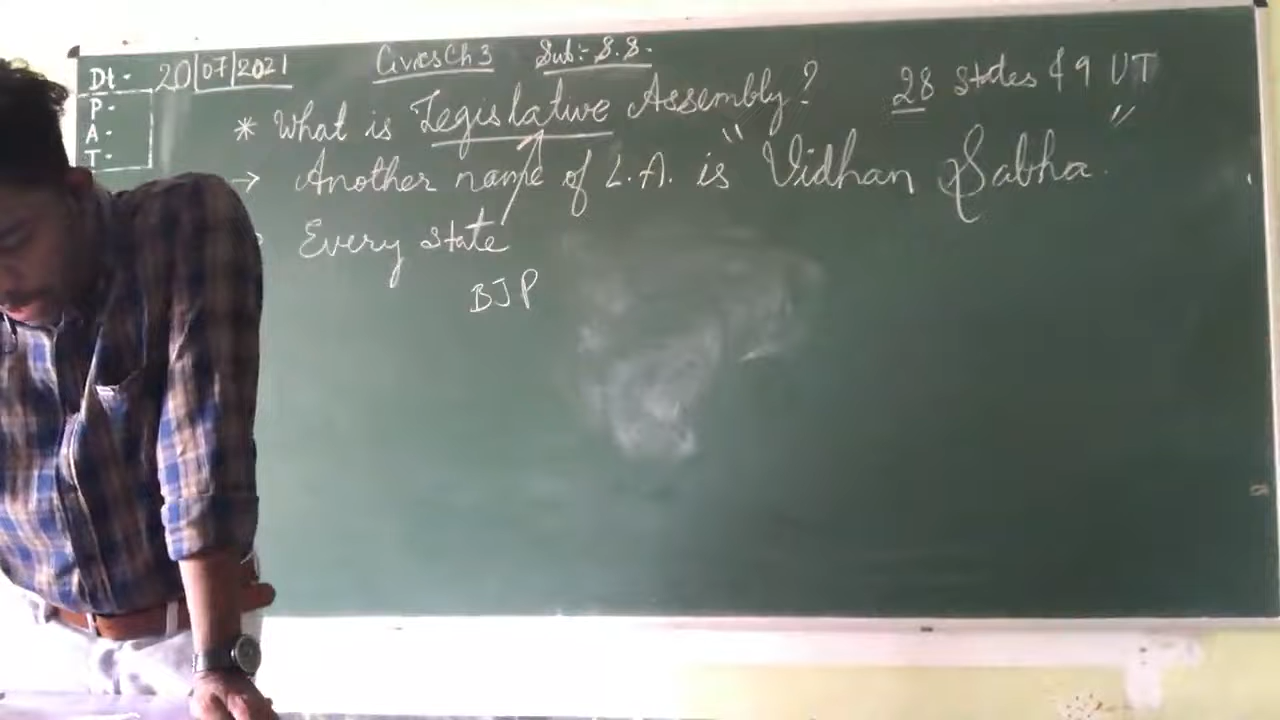 Dt- 20/07/2021 Civics Ch 3 Sub:- S.S.
P-
A-
T-
* What is Legislative Assembly? 28 States & 9 UT
→ Another name of L.A. is "Vidhan Sabha."
Every state
BJP